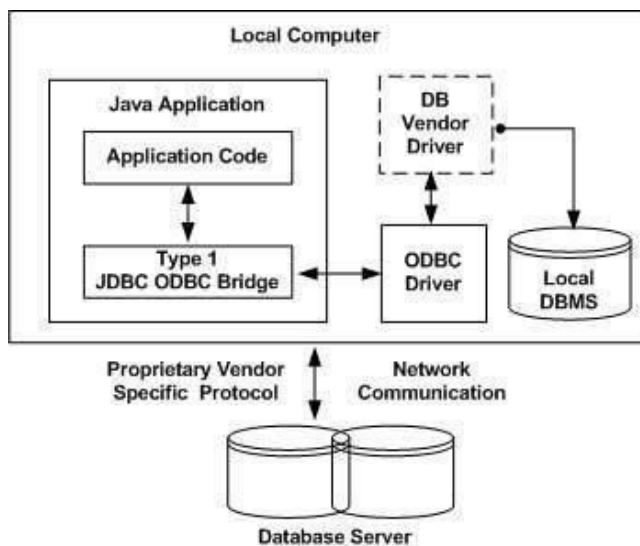 Local Computer
Java Application
Application Code
Type 1
JDBC ODBC Bridge
DB
Vendor
Driver
ODBC
Driver
Local
DBMS
Proprietary Vendor
Specific Protocol
Network
Communication
Database Server